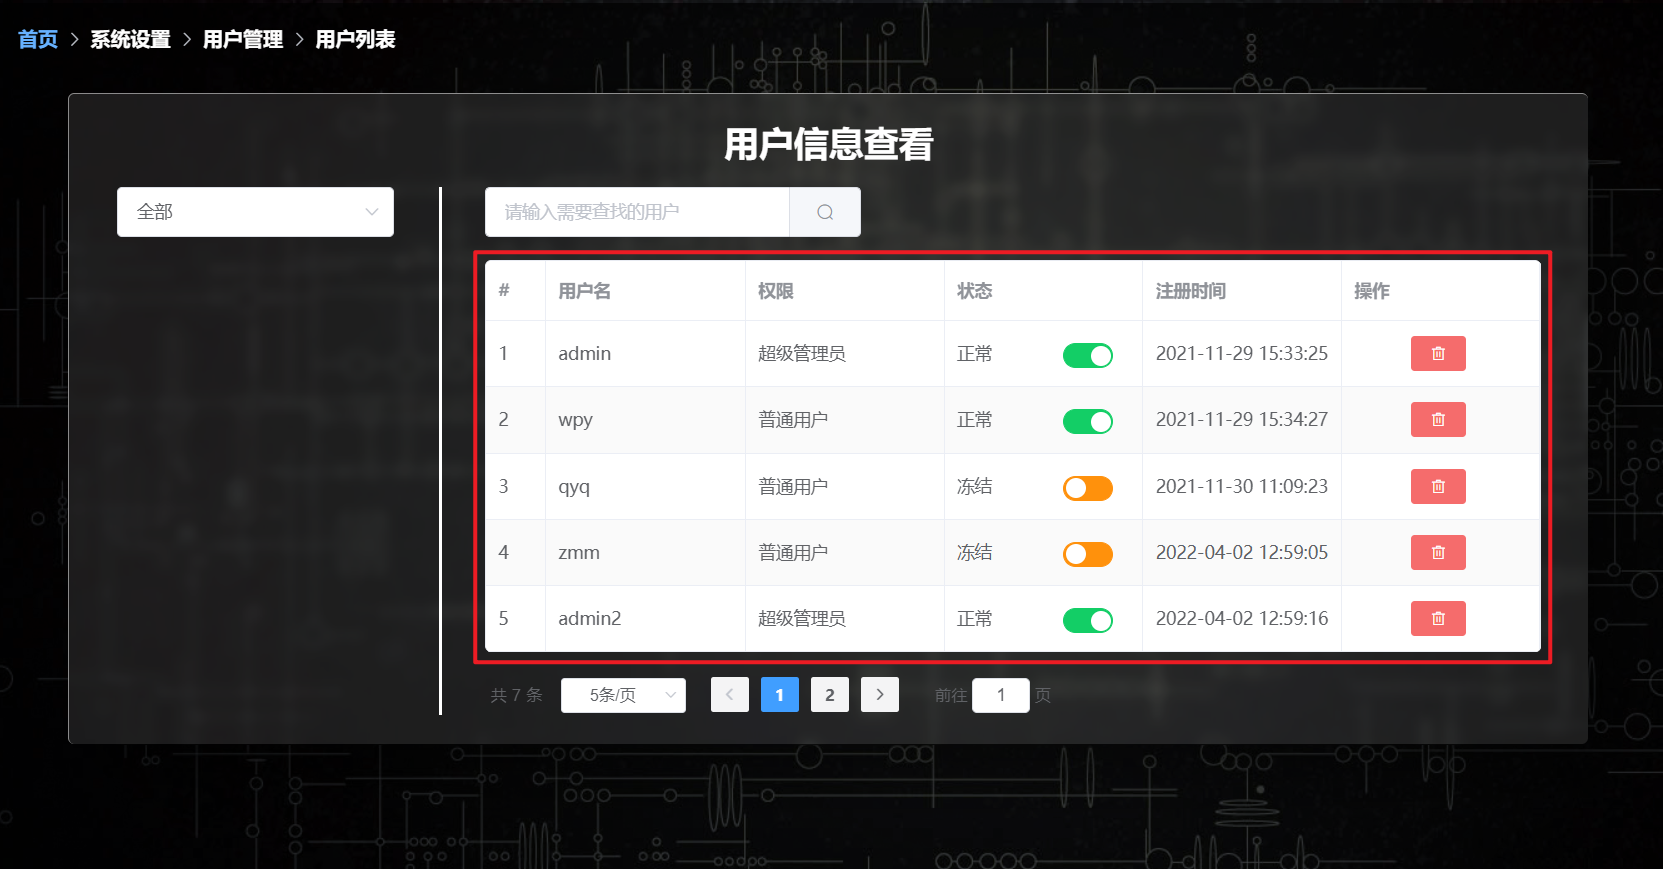 首页 > 系统设置 > 用户管理 > 用户列表
用户信息查看
全部
请输入需要查找的用户
# 用户名 权限 状态 注册时间 操作
1 admin 超级管理员 正常 2021-11-29 15:33:25
2 wpy 普通用户 正常 2021-11-29 15:34:27
3 qyq 普通用户 冻结 2021-11-30 11:09:23
4 zmm 普通用户 冻结 2022-04-02 12:59:05
5 admin2 超级管理员 正常 2022-04-02 12:59:16
共 7 条 5条/页 < 1 2 > 前往 1 页